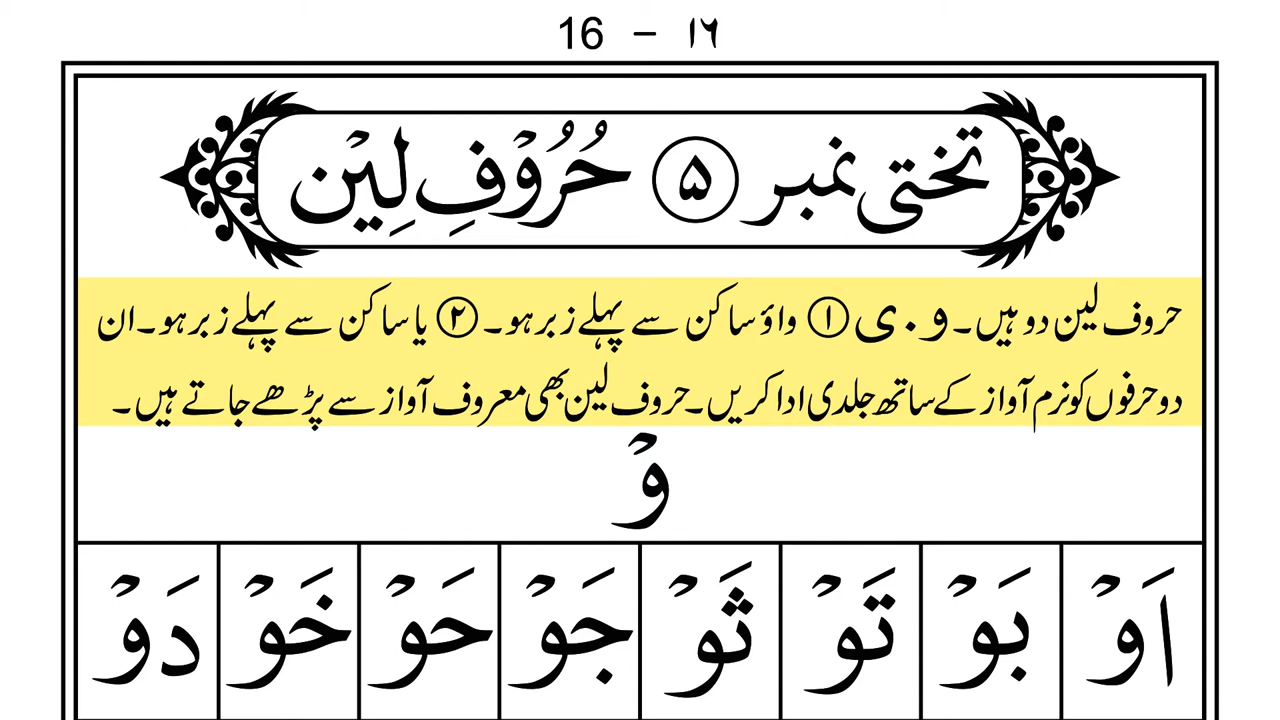 16 – ۱۶
تختی نمبر ۵ حُرُوْفِ لِیْن
حروف لین دو ہیں۔ و . ی ① واؤ ساکن سے پہلے زبر ہو۔ ② یا ساکن سے پہلے زبر ہو۔ ان
دو حرفوں کو نرم آواز کے ساتھ جلدی ادا کریں۔ حروف لین بھی معروف آواز سے پڑھے جاتے ہیں۔
وْ
اَوْ بَوْ تَوْ ثَوْ جَوْ حَوْ خَوْ دَوْ